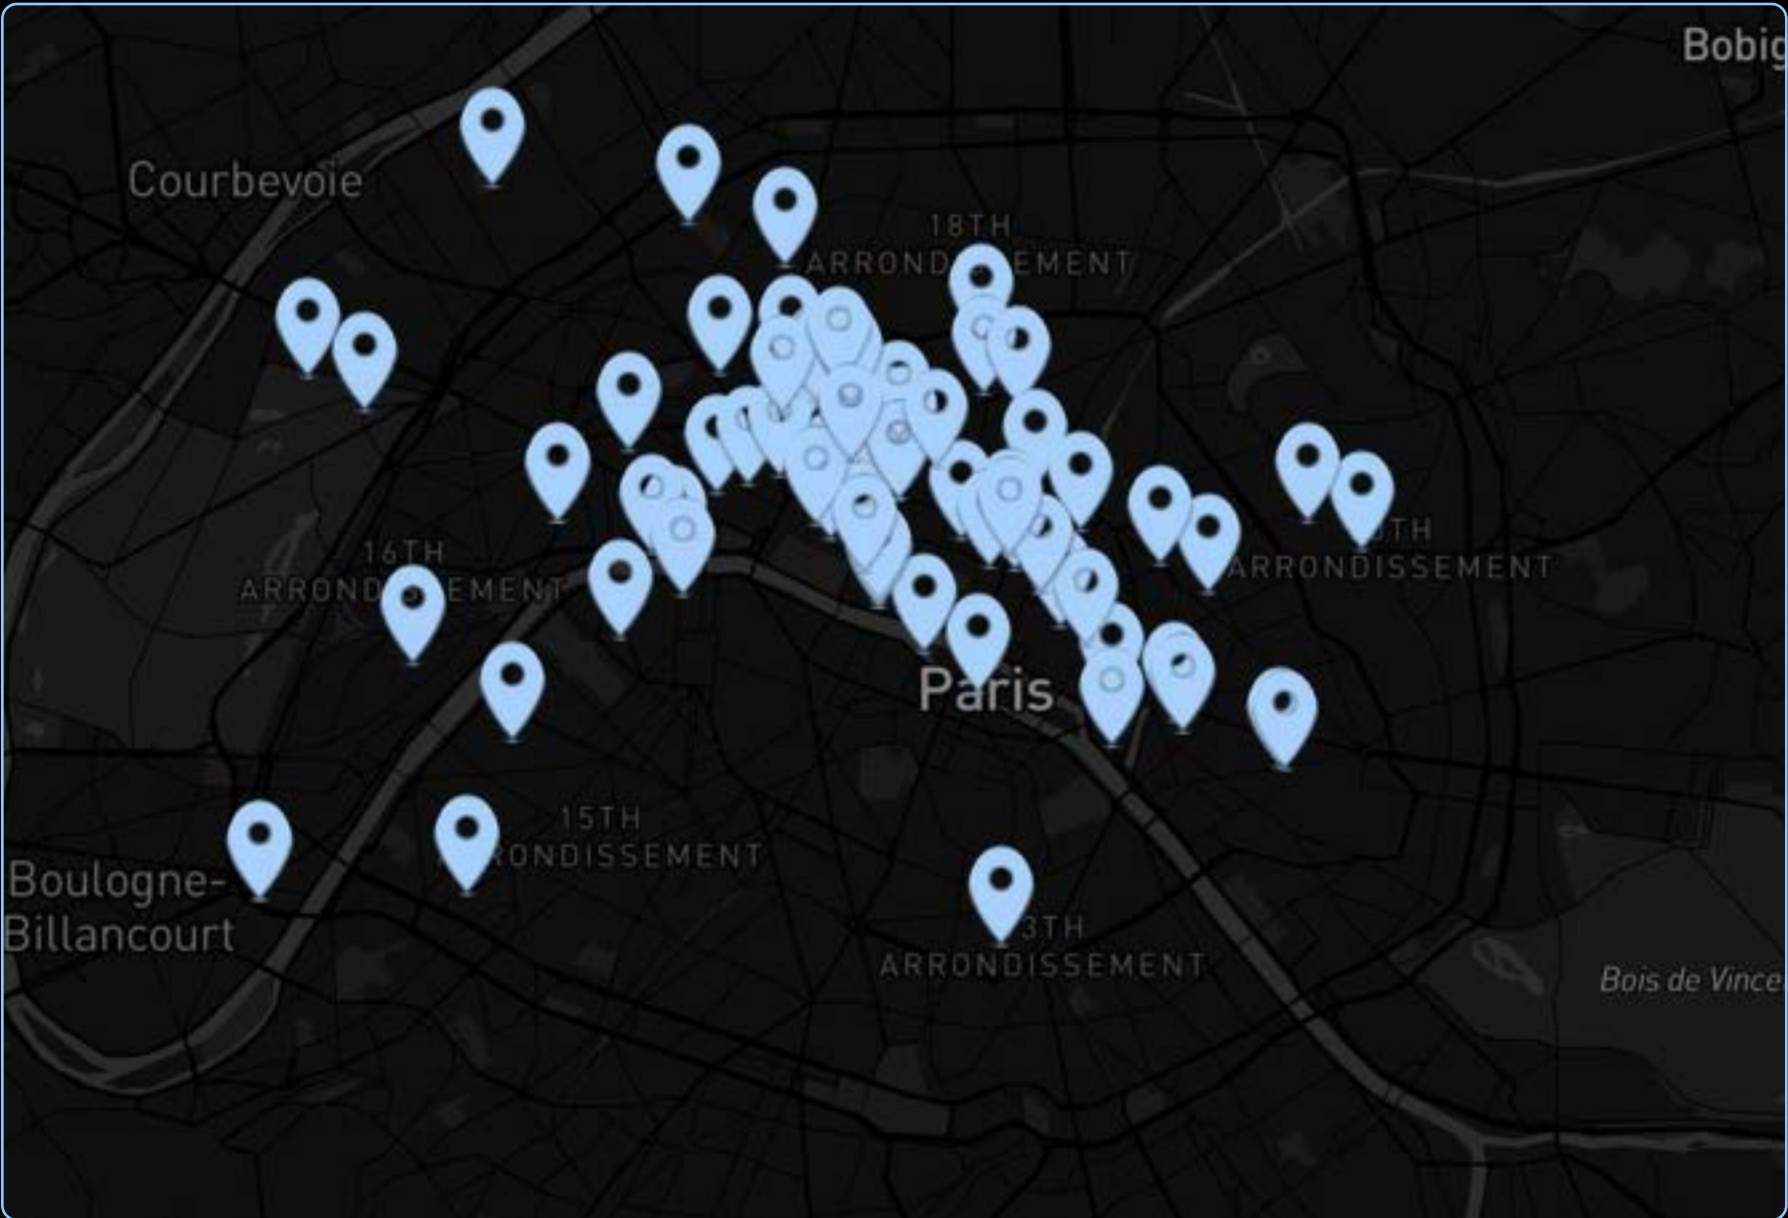 Bobig
Courbevoie
18TH
ARROND EMENT
16TH
ARROND S EMENT
TH
ARRONDISSEMENT
Paris
15TH
RONDISSEMENT
Boulogne-
Billancourt
3TH
ARRONDISSEMENT
Bois de Vince